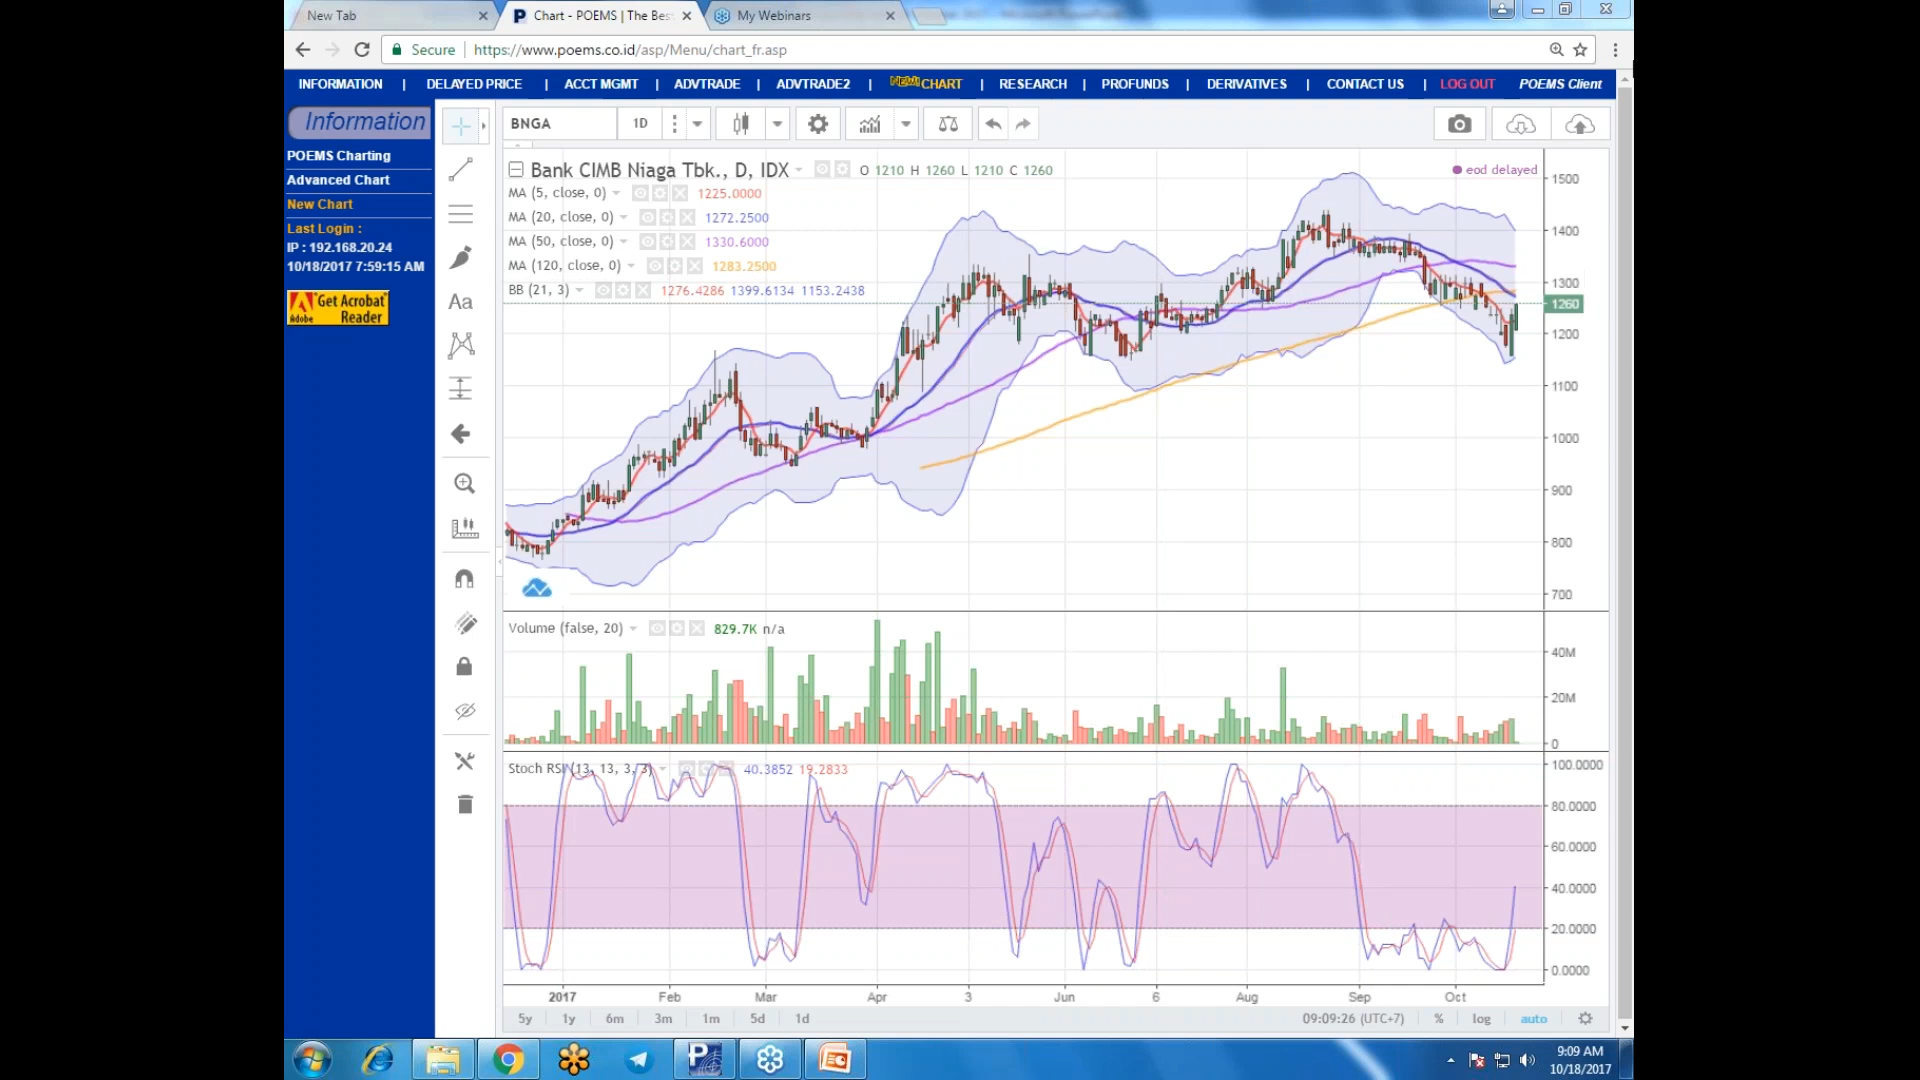 New Tab
Chart - POEMS | The Bes
My Webinars
Secure
https://www.poems.co.id/asp/Menu/chart_fr.asp
INFORMATION | DELAYED PRICE | ACCT MGMT | ADVTRADE | ADVTRADE2 | NEW! CHART | RESEARCH | PROFUNDS | DERIVATIVES | CONTACT US | LOG OUT POEMS Client
Information
POEMS Charting
Advanced Chart
New Chart
Last Login :
IP : 192.168.20.24
10/18/2017 7:59:15 AM
Get Acrobat
Adobe Reader
BNGA 1D
Aa
Bank CIMB Niaga Tbk., D, IDX O 1210 H 1260 L 1210 C 1260
eod delayed
MA (5, close, 0) 1225.0000
MA (20, close, 0) 1272.2500
MA (50, close, 0) 1330.6000
MA (120, close, 0) 1283.2500
BB (21, 3) 1276.4286 1399.6134 1153.2438
1500
1400
1300
1260
1200
1100
1000
900
800
700
Volume (false, 20) 829.7K n/a
40M
20M
0
Stoch RSI (13, 13, 3, 3) 40.3852 19.2833
100.0000
80.0000
60.0000
40.0000
20.0000
0.0000
2017 Feb Mar Apr 3 Jun 6 Aug Sep Oct
5y 1y 6m 3m 1m 5d 1d 09:09:26 (UTC+7) % log auto
9:09 AM
10/18/2017